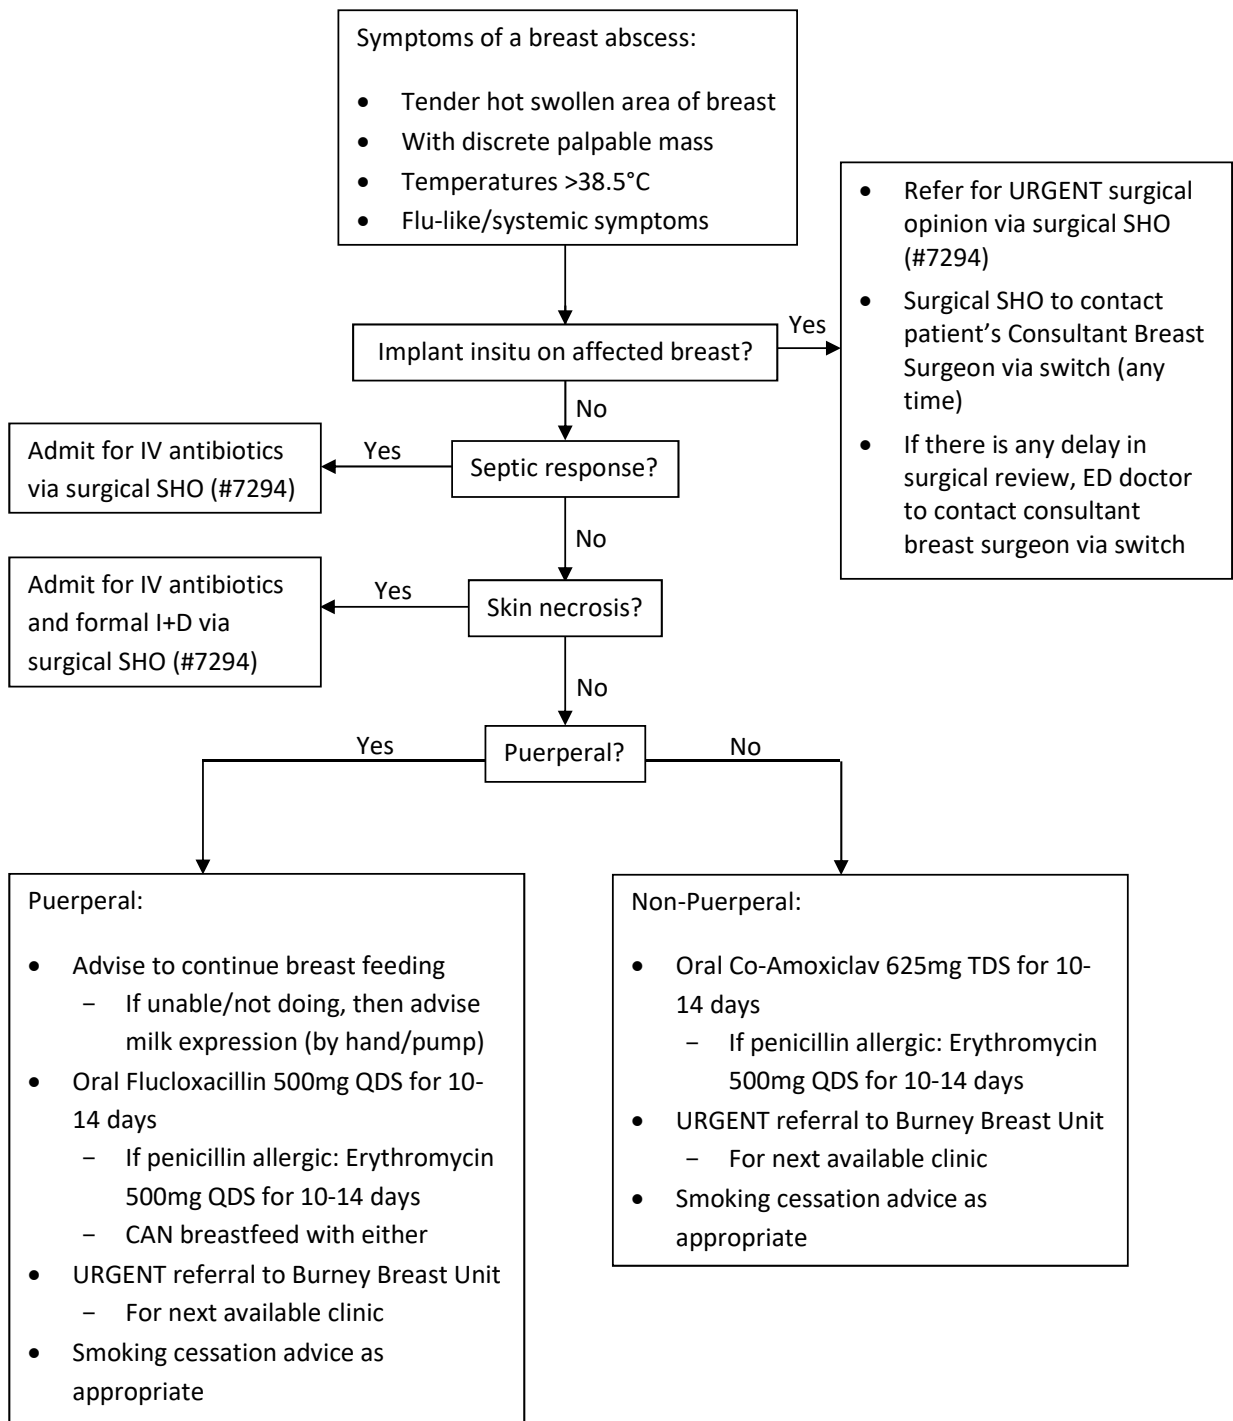 Symptoms of a breast abscess:
• Tender hot swollen area of breast
• With discrete palpable mass
• Temperatures >38.5°C
• Flu-like/systemic symptoms
• Refer for URGENT surgical
opinion via surgical SHO
(#7294)
• Surgical SHO to contact
patient’s Consultant Breast
Surgeon via switch (any
time)
• If there is any delay in
surgical review, ED doctor
to contact consultant
breast surgeon via switch
Yes
Implant insitu on affected breast?
No
Admit for IV antibiotics
via surgical SHO (#7294)
Yes
Septic response?
No
Admit for IV antibiotics
and formal I+D via
surgical SHO (#7294)
Yes
Skin necrosis?
No
Yes
Puerperal?
No
Puerperal:
• Advise to continue breast feeding
− If unable/not doing, then advise
milk expression (by hand/pump)
• Oral Flucloxacillin 500mg QDS for 10-
14 days
− If penicillin allergic: Erythromycin
500mg QDS for 10-14 days
− CAN breastfeed with either
• URGENT referral to Burney Breast Unit
− For next available clinic
• Smoking cessation advice as
appropriate
Non-Puerperal:
• Oral Co-Amoxiclav 625mg TDS for 10-
14 days
− If penicillin allergic: Erythromycin
500mg QDS for 10-14 days
• URGENT referral to Burney Breast Unit
− For next available clinic
• Smoking cessation advice as
appropriate